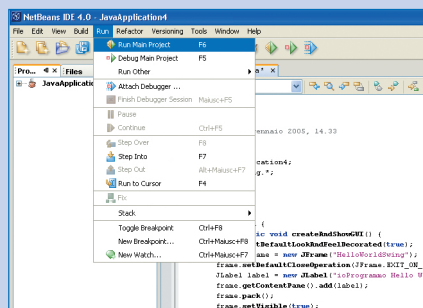 NetBeans IDE 4.0 - JavaApplication4
File Edit View Build Run Refactor Versioning Tools Window Help
Run Main Project F6
Debug Main Project F5
Run Other
Attach Debugger ...
Finish Debugger Session Maiusc+F5
Pause
Continue Ctrl+F5
Step Over F8
Step Into F7
Step Out Alt+Maiusc+F7
Run to Cursor F4
Fix
Stack
Toggle Breakpoint Ctrl+F8
New Breakpoint... Ctrl+Maiusc+F8
New Watch... Ctrl+Maiusc+F7
Pro... Files
JavaApplicatio
a*
ennaio 2005, 14.33
cation4;
g.*;
{
ic void createAndShowGUI() {
tDefaultLookAndFeelDecorated(true);
ame = new JFrame("HelloWorldSwing");
frame.setDefaultCloseOperation(JFrame.EXIT_ON_
JLabel label = new JLabel("ioProgrammo Hello W
frame.getContentPane().add(label);
frame.pack();
frame.setVisible(true);